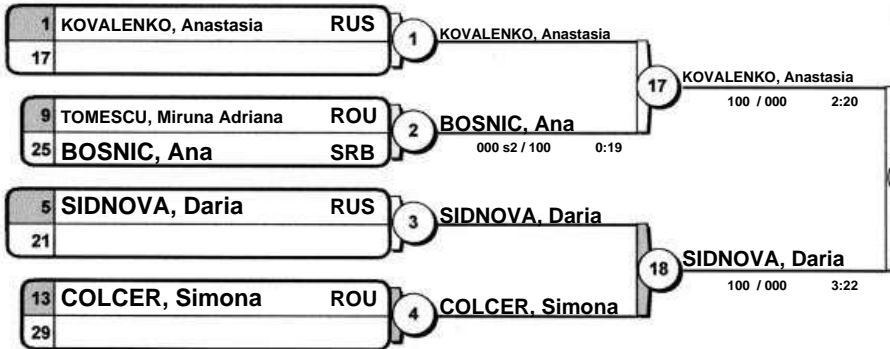 1 KOVALENKO, Anastasia RUS
17
1
KOVALENKO, Anastasia
9 TOMESCU, Miruna Adriana ROU
25 BOSNIC, Ana SRB
2
BOSNIC, Ana
000 s2 / 100 0:19
17
KOVALENKO, Anastasia
100 / 000 2:20
5 SIDNOVA, Daria RUS
21
3
SIDNOVA, Daria
13 COLCER, Simona ROU
29
4
COLCER, Simona
18
SIDNOVA, Daria
100 / 000 3:22